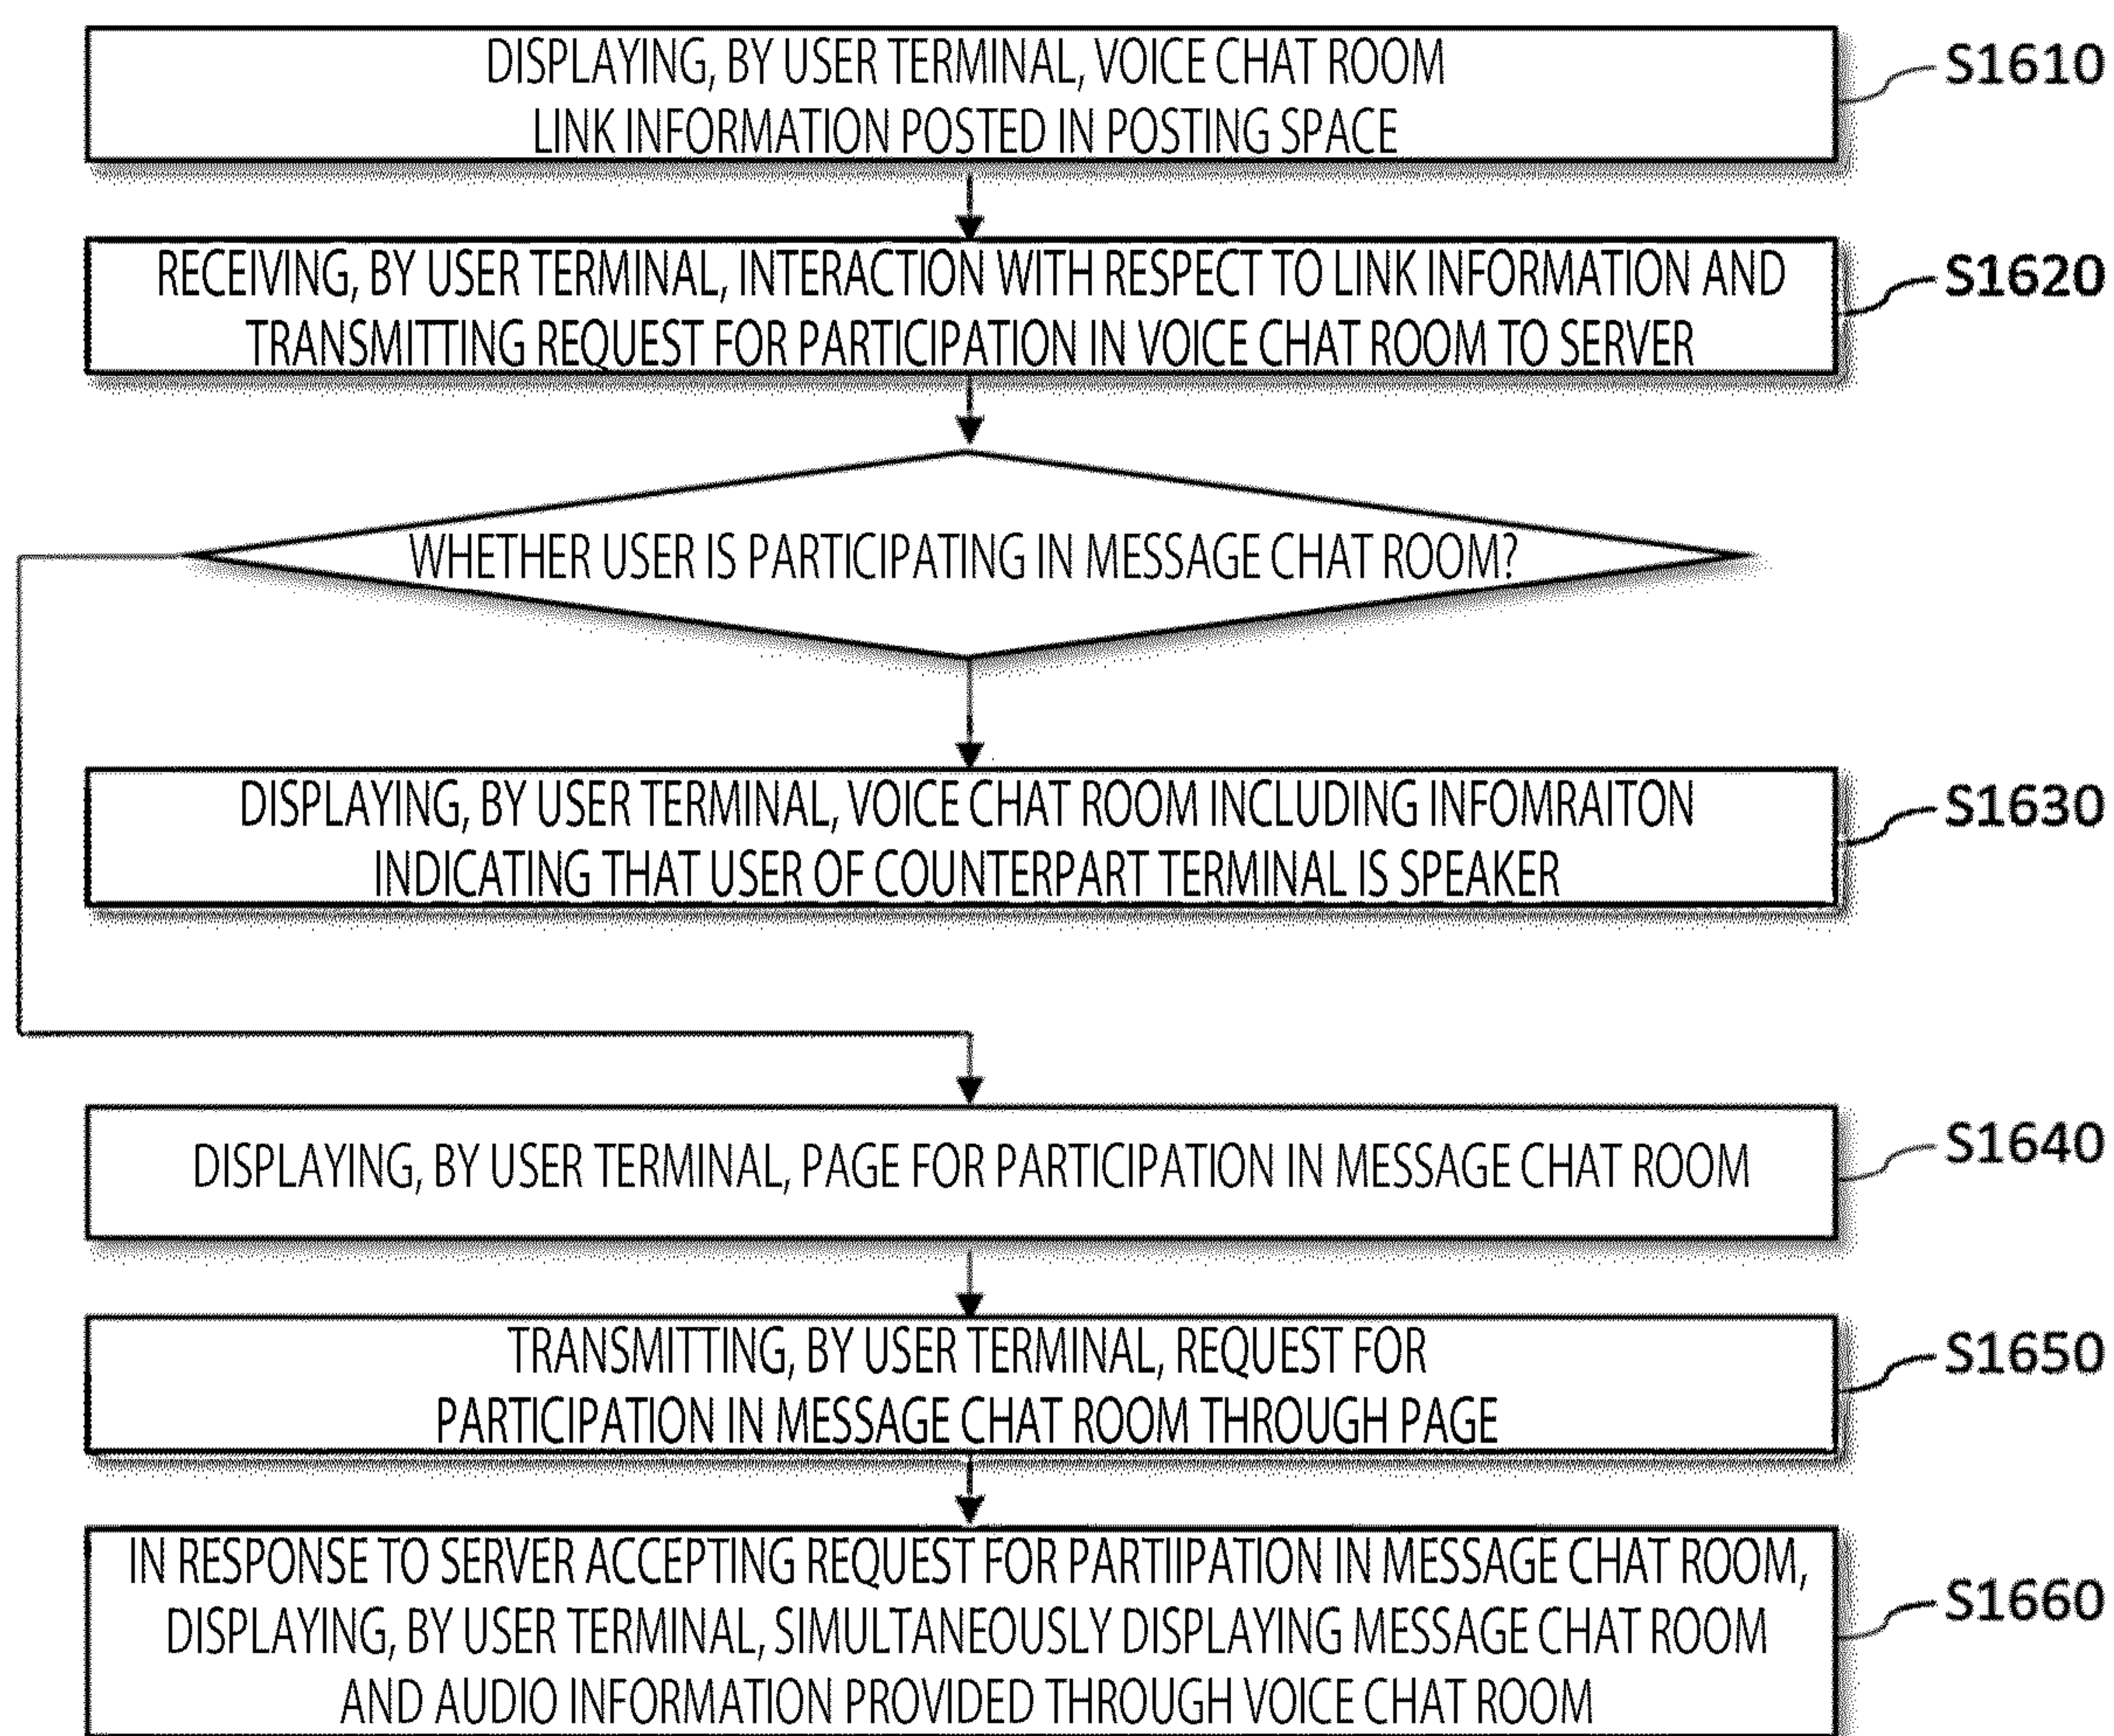 DISPLAYING, BY USER TERMINAL, VOICE CHAT ROOM
LINK INFORMATION POSTED IN POSTING SPACE
S1610
RECEIVING, BY USER TERMINAL, INTERACTION WITH RESPECT TO LINK INFORMATION AND
TRANSMITTING REQUEST FOR PARTICIPATION IN VOICE CHAT ROOM TO SERVER
S1620
WHETHER USER IS PARTICIPATING IN MESSAGE CHAT ROOM?
DISPLAYING, BY USER TERMINAL, VOICE CHAT ROOM INCLUDING INFOMRAITON
INDICATING THAT USER OF COUNTERPART TERMINAL IS SPEAKER
S1630
DISPLAYING, BY USER TERMINAL, PAGE FOR PARTICIPATION IN MESSAGE CHAT ROOM
S1640
TRANSMITTING, BY USER TERMINAL, REQUEST FOR
PARTICIPATION IN MESSAGE CHAT ROOM THROUGH PAGE
S1650
IN RESPONSE TO SERVER ACCEPTING REQUEST FOR PARTIIPATION IN MESSAGE CHAT ROOM,
DISPLAYING, BY USER TERMINAL, SIMULTANEOUSLY DISPLAYING MESSAGE CHAT ROOM
AND AUDIO INFORMATION PROVIDED THROUGH VOICE CHAT ROOM
S1660